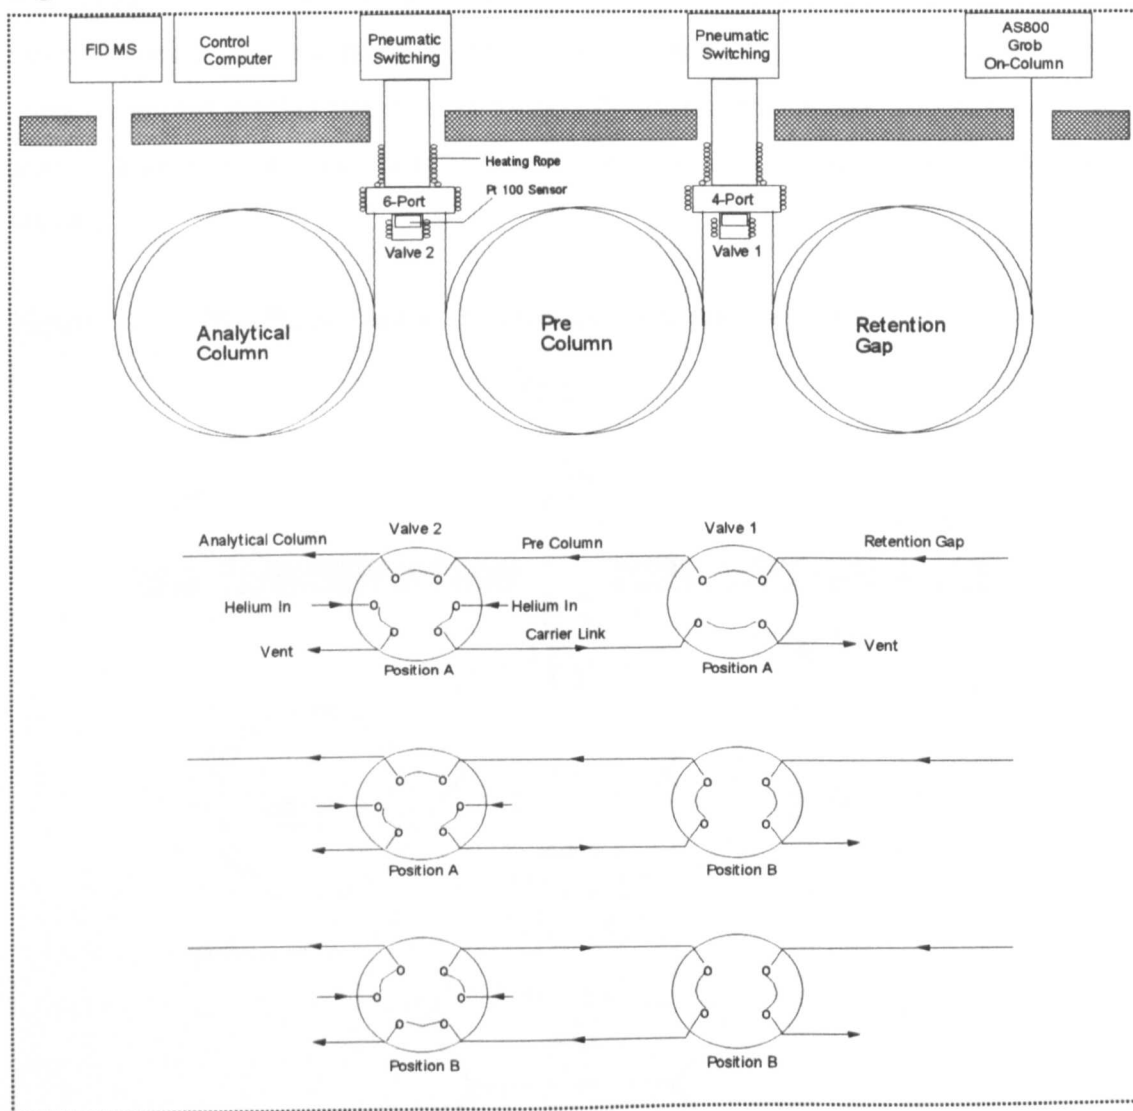 FID MS
Control
Computer
Pneumatic
Switching
Pneumatic
Switching
AS800
Grob
On-Column
Heating Rope
Pt 100 Sensor
6-Port
Valve 2
4-Port
Valve 1
Analytical
Column
Pre
Column
Retention
Gap
Valve 2
Valve 1
Analytical Column
Pre Column
Retention Gap
Helium In
Helium In
Vent
Carrier Link
Vent
Position A
Position A
Position A
Position B
Position B
Position B